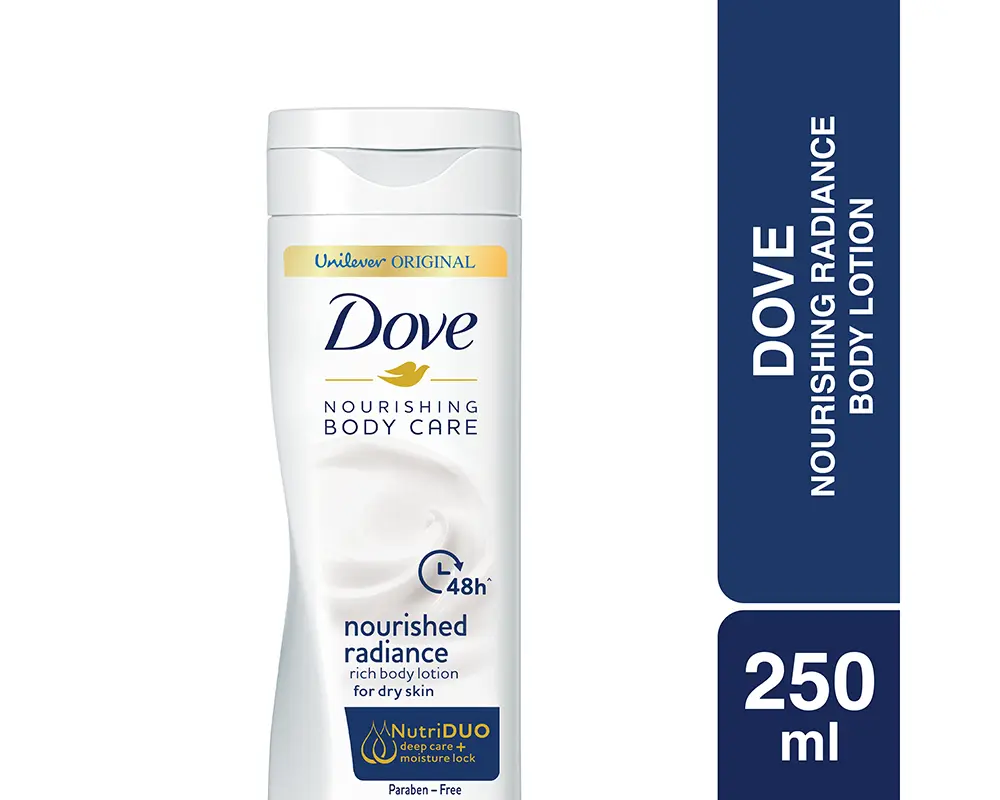 Unilever ORIGINAL
Dove
NOURISHING
BODY CARE
48h^
nourished
radiance
rich body lotion
for dry skin
NutriDUO
deep care +
moisture lock
Paraben – Free
DOVE
NOURISHING RADIANCE
BODY LOTION
250
ml